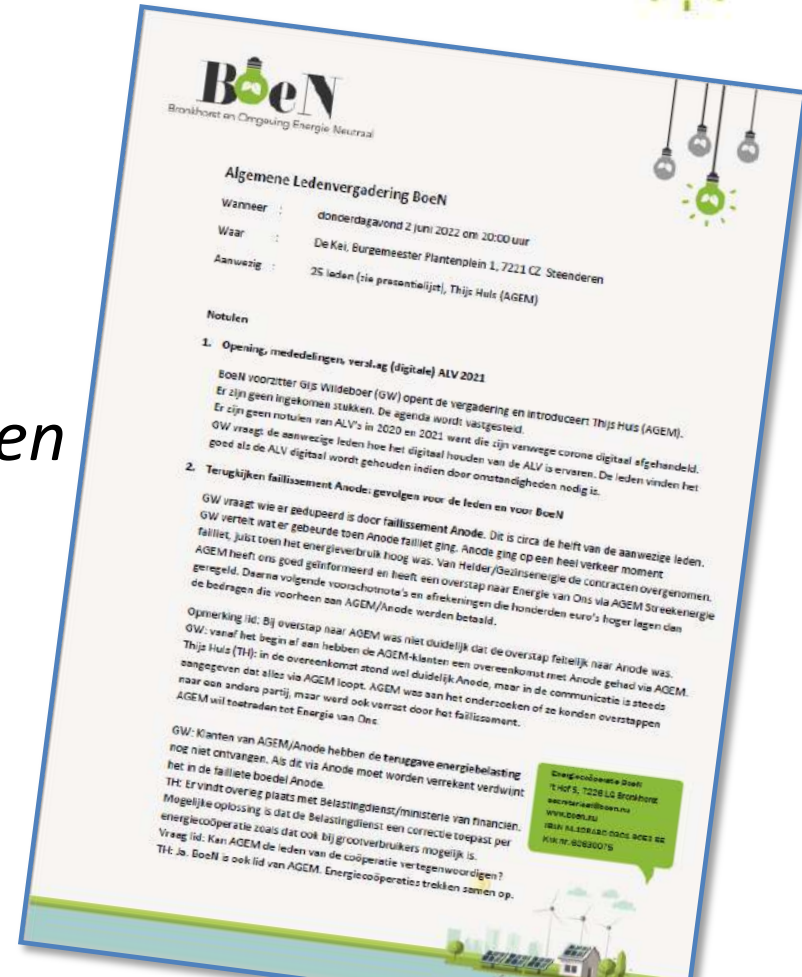 en
BoeN
Bronkhorst en Omgeving Energie Neutraal
Algemene Ledenvergadering BoeN
Wanneer : donderdagavond 2 juni 2022 om 20:00 uur
Waar : De Kei, Burgemeester Plantenplein 1, 7221 CZ Steenderen
Aanwezig : 25 leden (zie presentielijst), Thijs Huls (AGEM)
Notulen
1. Opening, mededelingen, verslag (digitale) ALV 2021
BoeN voorzitter Gijs Wildeboer (GW) opent de vergadering en introduceert Thijs Huls (AGEM).
Er zijn geen ingekomen stukken. De agenda wordt vastgesteld.
Er zijn geen notulen van ALV's in 2020 en 2021 want die zijn vanwege corona digitaal afgehandeld.
GW vraagt de aanwezige leden hoe het digitaal houden van de ALV is ervaren. De leden vinden het
goed als de ALV digitaal wordt gehouden indien door omstandigheden nodig is.
2. Terugkijken faillissement Anode: gevolgen voor de leden en voor BoeN
GW vraagt wie er gedupeerd is door faillissement Anode. Dit is circa de helft van de aanwezige leden.
GW vertelt wat er gebeurde toen Anode failliet ging. Anode ging op een heel verkeer moment
failliet, juist toen het energieverbruik hoog was. Van Helder/Gezinsenergie de contracten overgenomen.
AGEM heeft ons goed geïnformeerd en heeft een overstap naar Energie van Ons via AGEM Streekenergie
geregeld. Daarna volgende voorschotnota's en afrekeningen die honderden euro's hoger lagen dan
de bedragen die voorheen aan AGEM/Anode werden betaald.
Opmerking lid: Bij overstap naar AGEM was niet duidelijk dat de overstap feitelijk naar Anode was.
GW: vanaf het begin af aan hebben de AGEM-klanten een overeenkomst met Anode gehad via AGEM.
Thijs Huls (TH): in de overeenkomst stond wel duidelijk Anode, maar in de communicatie is steeds
aangegeven dat alles via AGEM loopt. AGEM was aan het onderzoeken of ze konden overstappen
naar een andere partij, maar werd ook verrast door het faillissement.
AGEM wil toetreden tot Energie van Ons.
GW: Klanten van AGEM/Anode hebben de teruggave energiebelasting
nog niet ontvangen. Als dit via Anode moet worden verrekent verdwijnt
het in de failliete boedel Anode.
TH: Er vindt overleg plaats met Belastingdienst/ministerie van financiën.
Mogelijke oplossing is dat de Belastingdienst een correctie toepast per
energiecoöperatie zoals dat ook bij grootverbruikers mogelijk is.
Vraag lid: Kan AGEM de leden van de coöperatie vertegenwoordigen?
TH: Ja. BoeN is ook lid van AGEM. Energiecoöperaties trekken samen op.
Energiecoöperatie BoeN
't Hof 5, 7226 LG Bronkhorst
secretariaat@boen.nu
www.boen.nu